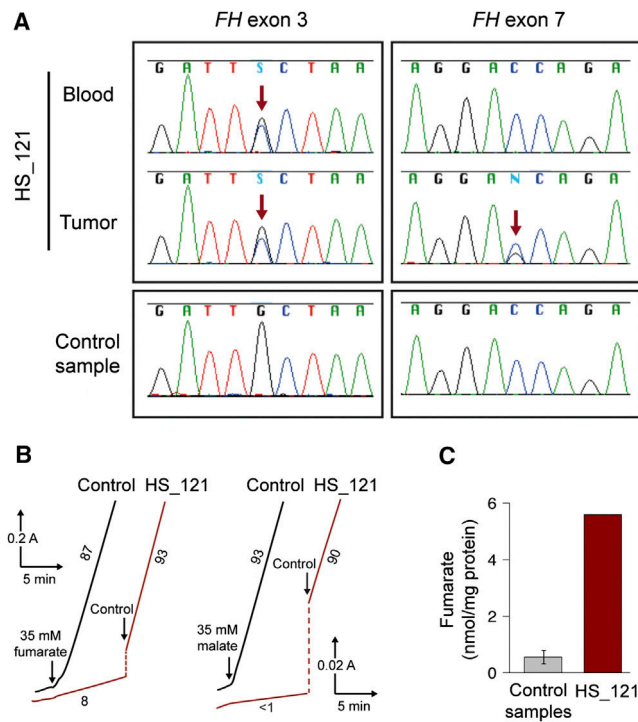 A
FH exon 3
FH exon 7
HS_121
Blood
G A T T S C T A A
A G G A C C A G A
Tumor
G A T T S C T A A
A G G A N C A G A
Control sample
G A T T G C T A A
A G G A C C A G A
B
Control HS_121
0.2 A
5 min
87
93
Control
35 mM
fumarate
8
Control HS_121
93
90
Control
35 mM
malate
<1
0.02 A
5 min
C
Fumarate
(nmol/mg protein)
6
4
2
0
Control samples
HS_121